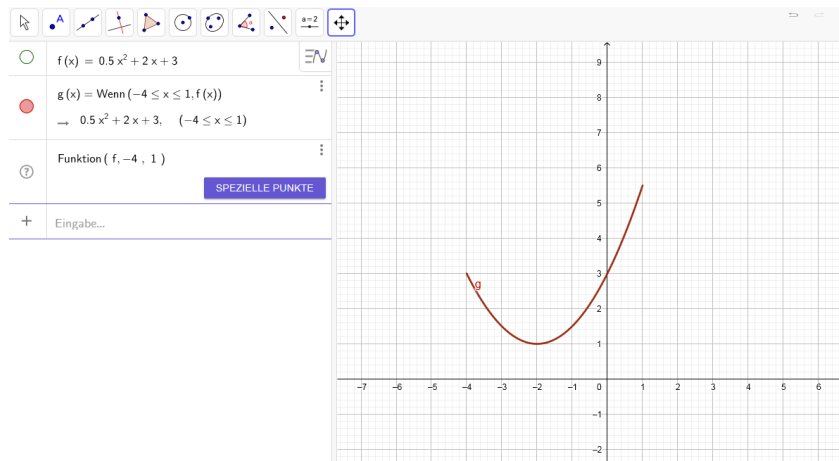 A
α
a=2
f(x) = 0.5 x² + 2 x + 3
g(x) = Wenn(−4 ≤ x ≤ 1, f(x))
→ 0.5 x² + 2 x + 3, (−4 ≤ x ≤ 1)
Funktion( f, −4 , 1 )
?
SPEZIELLE PUNKTE
+ Eingabe...
9
8
7
6
5
4
3
g
2
1
−7 −6 −5 −4 −3 −2 −1 0 1 2 3 4 5 6
−1
−2